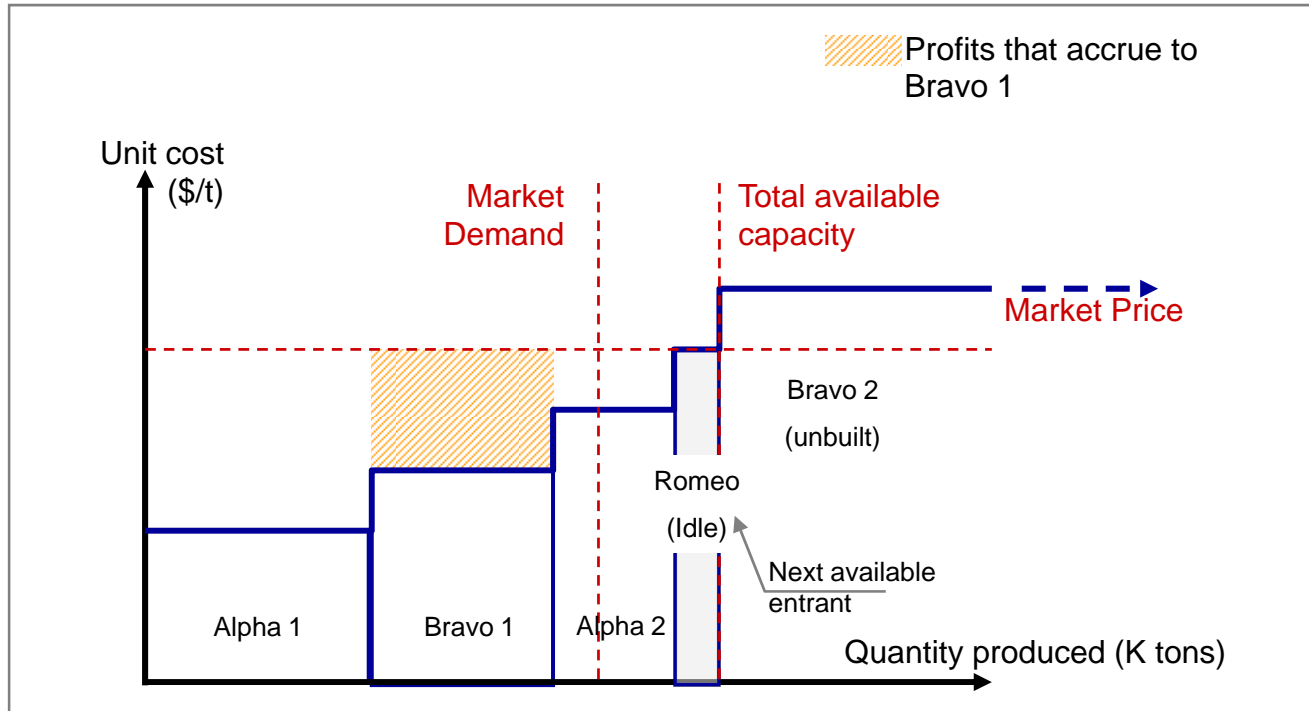 Profits that accrue to
Bravo 1
Unit cost
($/t)
Market
Demand
Total available
capacity
Market Price
Bravo 2
(unbuilt)
Romeo
(Idle)
Next available
entrant
Alpha 1
Bravo 1
Alpha 2
Quantity produced (K tons)